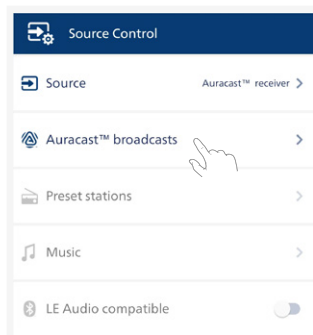 Source Control
Source Auracast™ receiver
Auracast™ broadcasts
Preset stations
Music
LE Audio compatible